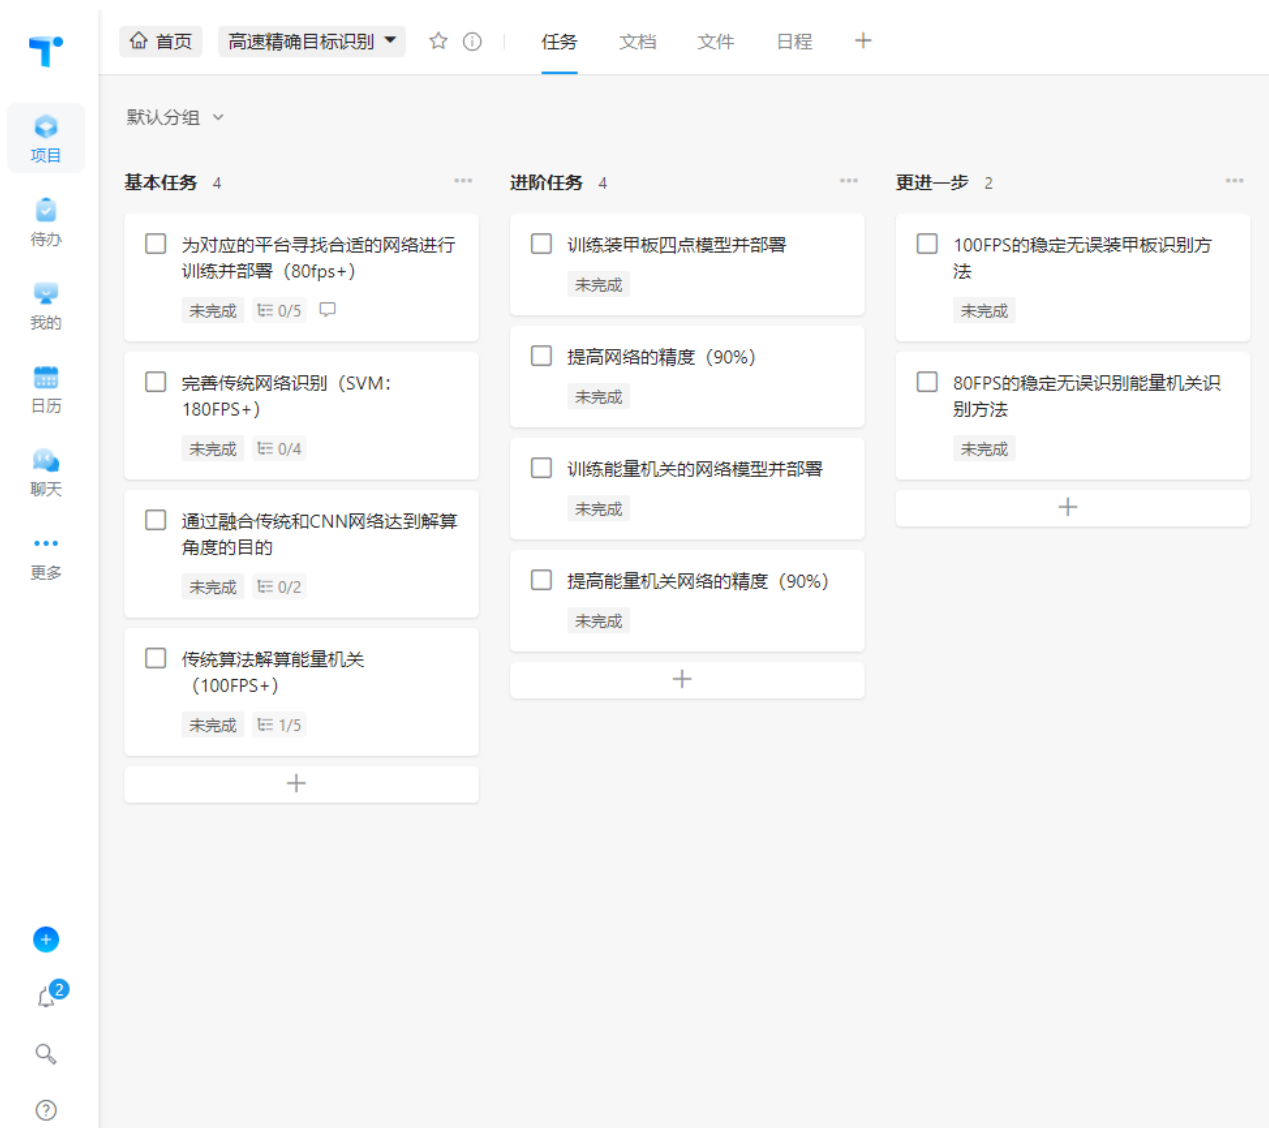 首页
高速精确目标识别
任务
文档
文件
日程
项目
待办
我的
日历
聊天
更多
2
默认分组
基本任务 4
为对应的平台寻找合适的网络进行
训练并部署（80fps+）
未完成 0/5
完善传统网络识别（SVM：
180FPS+）
未完成 0/4
通过融合传统和CNN网络达到解算
角度的目的
未完成 0/2
传统算法解算能量机关
（100FPS+）
未完成 1/5
进阶任务 4
训练装甲板四点模型并部署
未完成
提高网络的精度（90%）
未完成
训练能量机关的网络模型并部署
未完成
提高能量机关网络的精度（90%）
未完成
更进一步 2
100FPS的稳定无误装甲板识别方
法
未完成
80FPS的稳定无误识别能量机关识
别方法
未完成